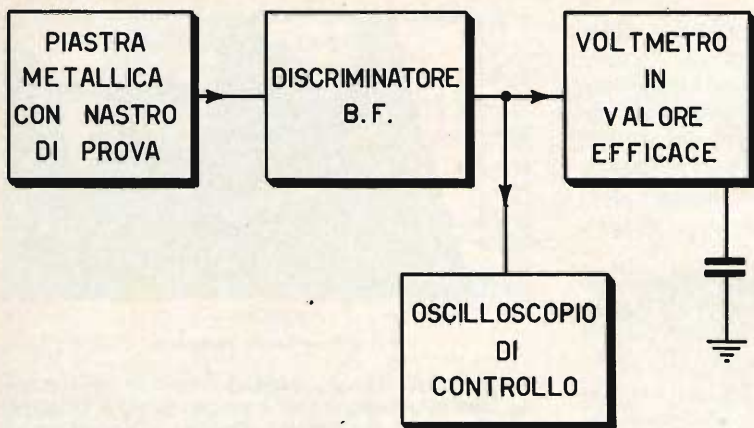 PIASTRA
METALLICA
CON NASTRO
DI PROVA
DISCRIMINATORE
B.F.
VOLTMETRO
IN
VALORE
EFFICACE
OSCILLOSCOPIO
DI
CONTROLLO